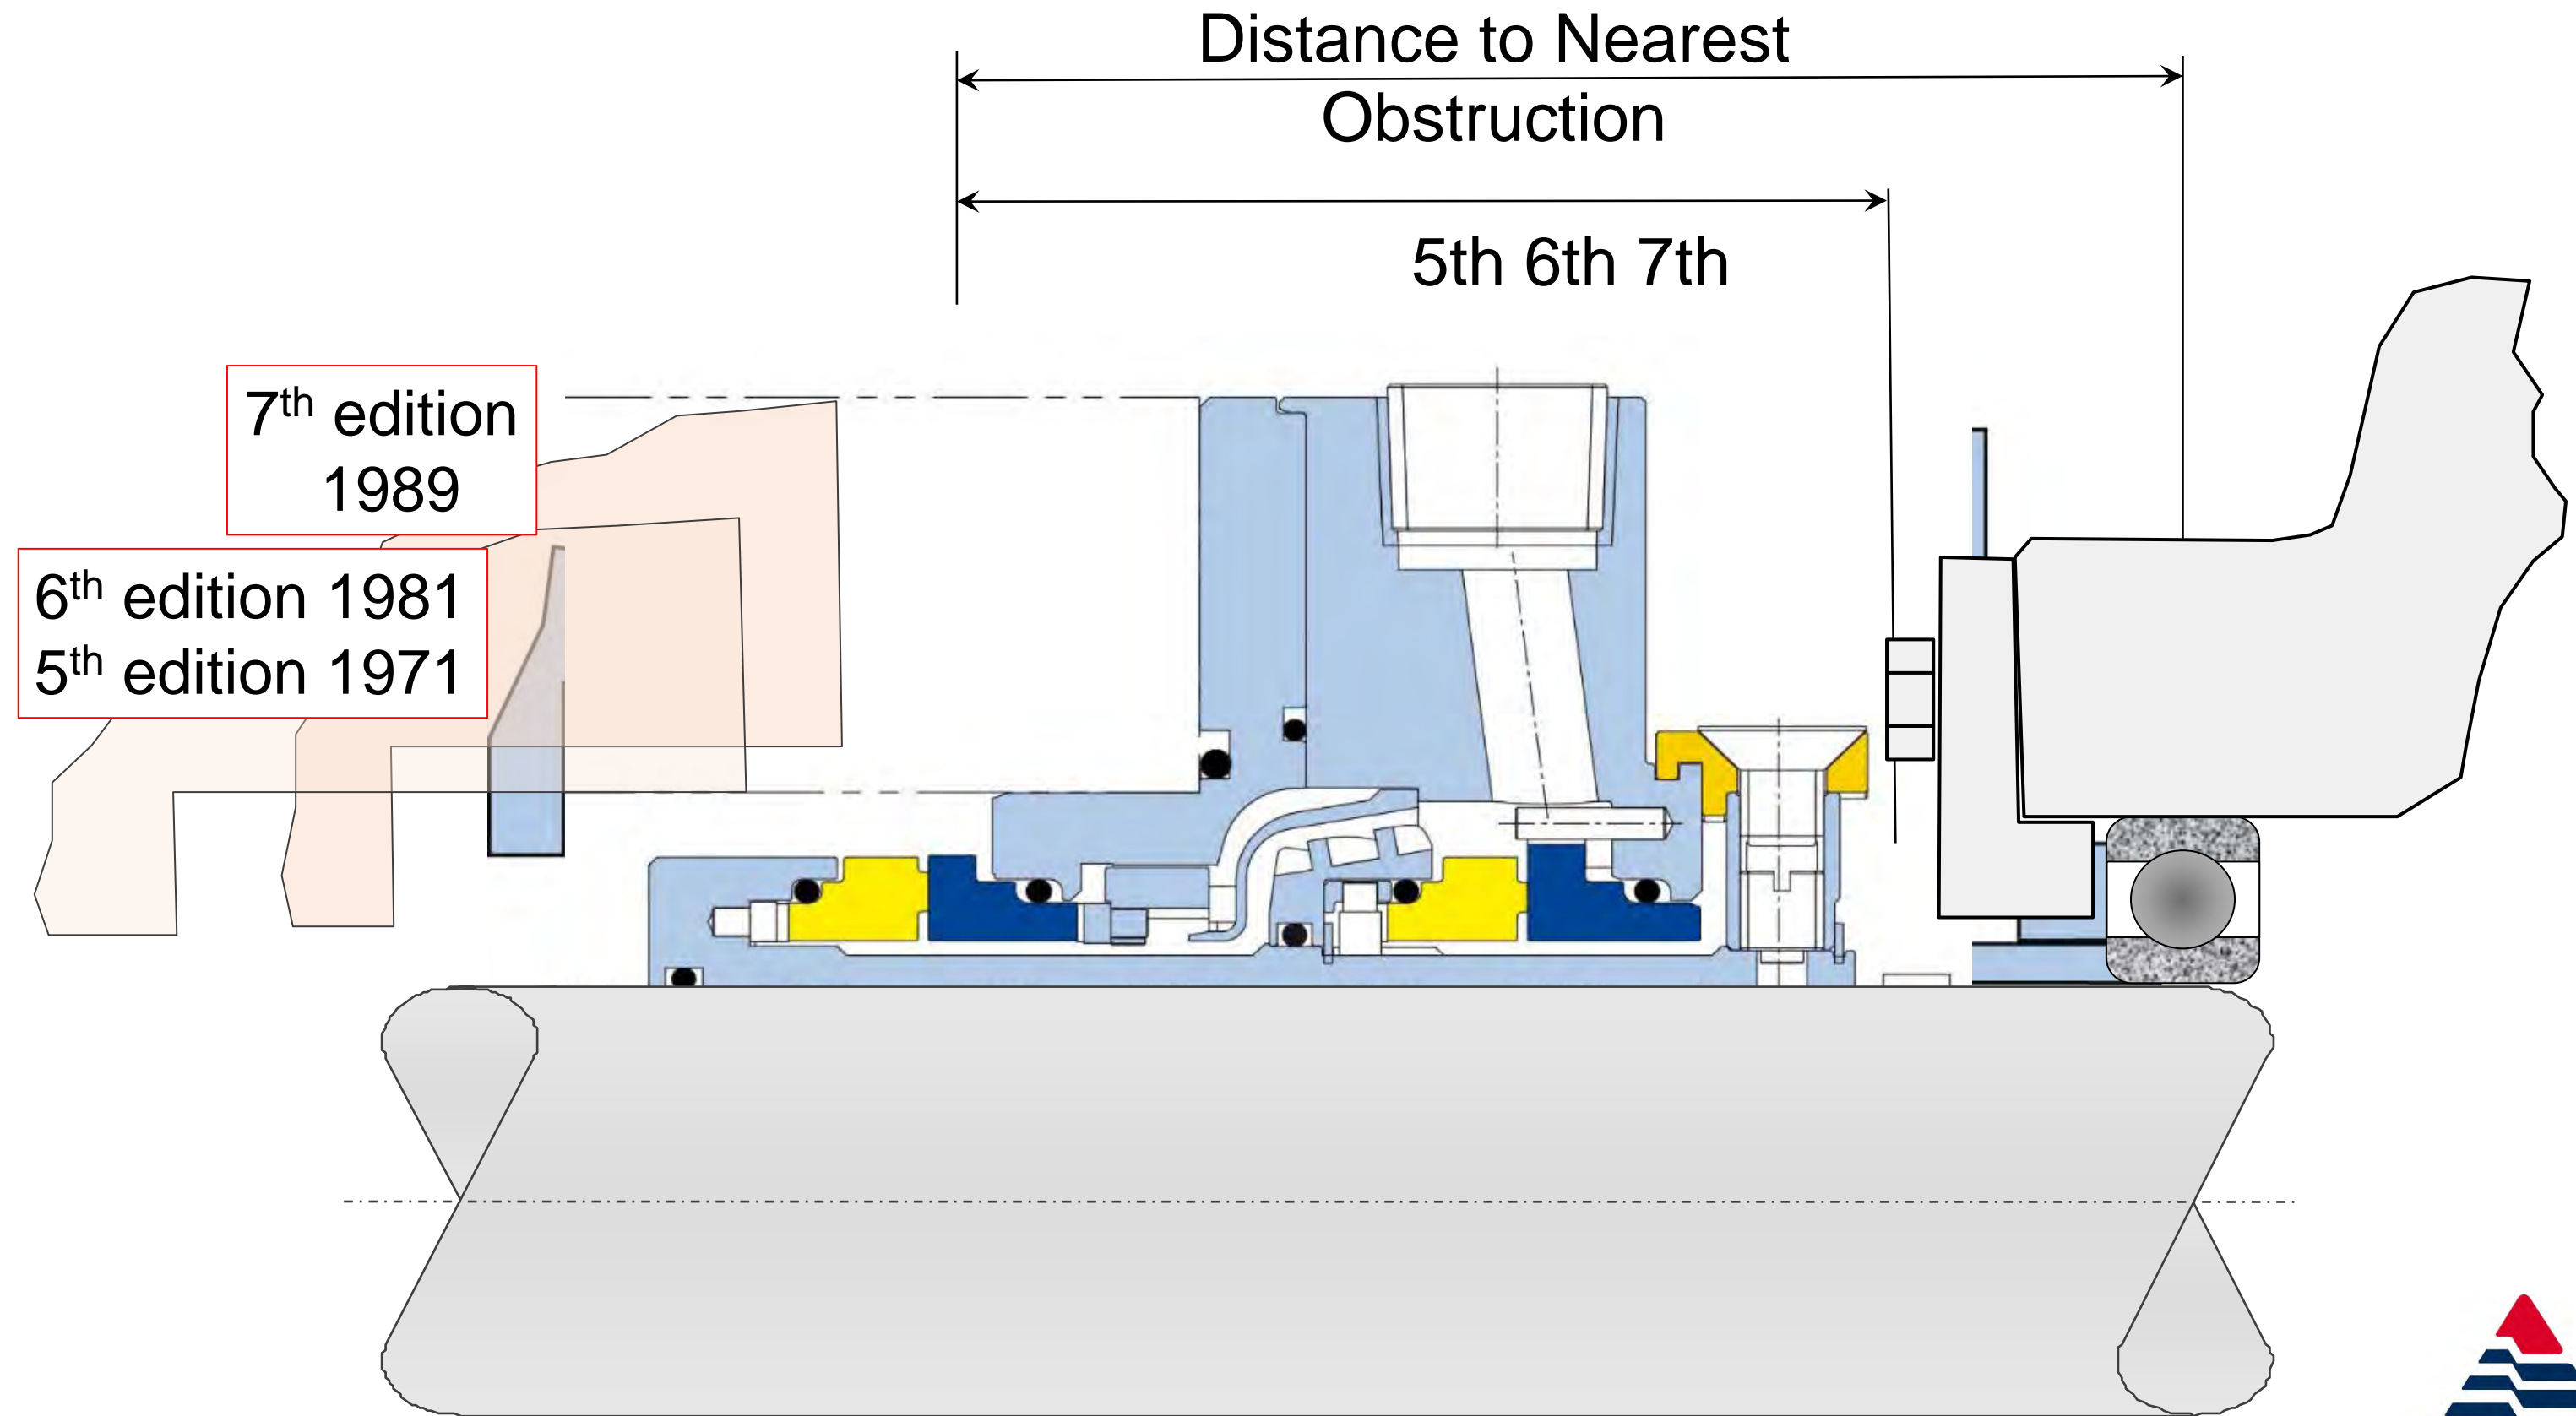 Distance to Nearest
Obstruction
5th 6th 7th
7th edition
1989
6th edition 1981
5th edition 1971